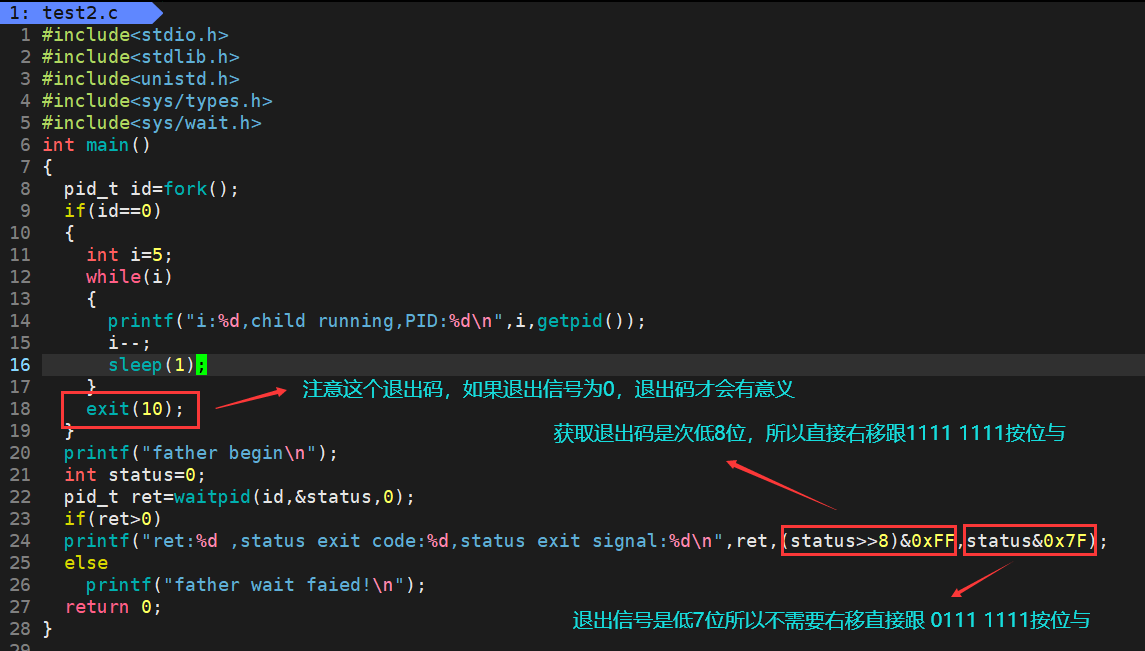 1: test2.c
1 #include<stdio.h>
2 #include<stdlib.h>
3 #include<unistd.h>
4 #include<sys/types.h>
5 #include<sys/wait.h>
6 int main()
7 {
8   pid_t id=fork();
9   if(id==0)
10   {
11     int i=5;
12     while(i)
13     {
14       printf("i:%d,child running,PID:%d\n",i,getpid());
15       i--;
16       sleep(1);
17     }
注意这个退出码，如果退出信号为0，退出码才会有意义
18     exit(10);
19   }
获取退出码是次低8位，所以直接右移跟1111 1111按位与
20   printf("father begin\n");
21   int status=0;
22   pid_t ret=waitpid(id,&status,0);
23   if(ret>0)
24   printf("ret:%d ,status exit code:%d,status exit signal:%d\n",ret,(status>>8)&0xFF,status&0x7F);
25   else
26     printf("father wait faied!\n");
27   return 0;
退出信号是低7位所以不需要右移直接跟 0111 1111按位与
28 }
29